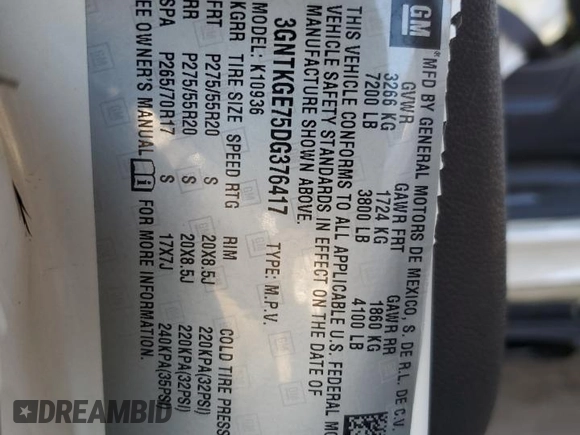 GM
MFD BY GENERAL MOTORS DE MEXICO, S. DE R.L. DE C.V.
GVWR GAWR FRT GAWR RR
3266 KG 1724 KG 1860 KG
7200 LB 3800 LB 4100 LB
THIS VEHICLE CONFORMS TO ALL APPLICABLE U.S. FEDERAL MO
VEHICLE SAFETY STANDARDS IN EFFECT ON THE DATE OF
MANUFACTURE SHOWN ABOVE.
3GNTKGE75DG376417 TYPE: M.P.V.
K10936
KGRR TIRE SIZE SPEED RTG RIM COLD TIRE PRESS
FRT P275/55R20 S 20X8.5J 220KPA(32PSI)
RR P275/55R20 S 20X8.5J 220KPA(32PSI)
SPA P265/70R17 S 17X7J 240KPA(35PSI)
EE OWNER'S MANUAL FOR MORE INFORMATION.
DREAMBID